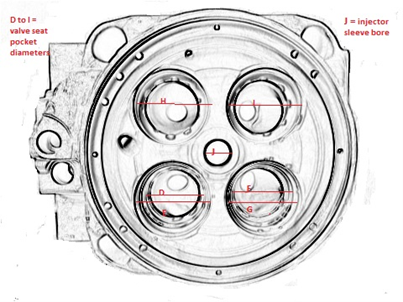 D to I =
valve seat
pocket
diameters
J = injector
sleeve bore
H
I
J
D
E
G